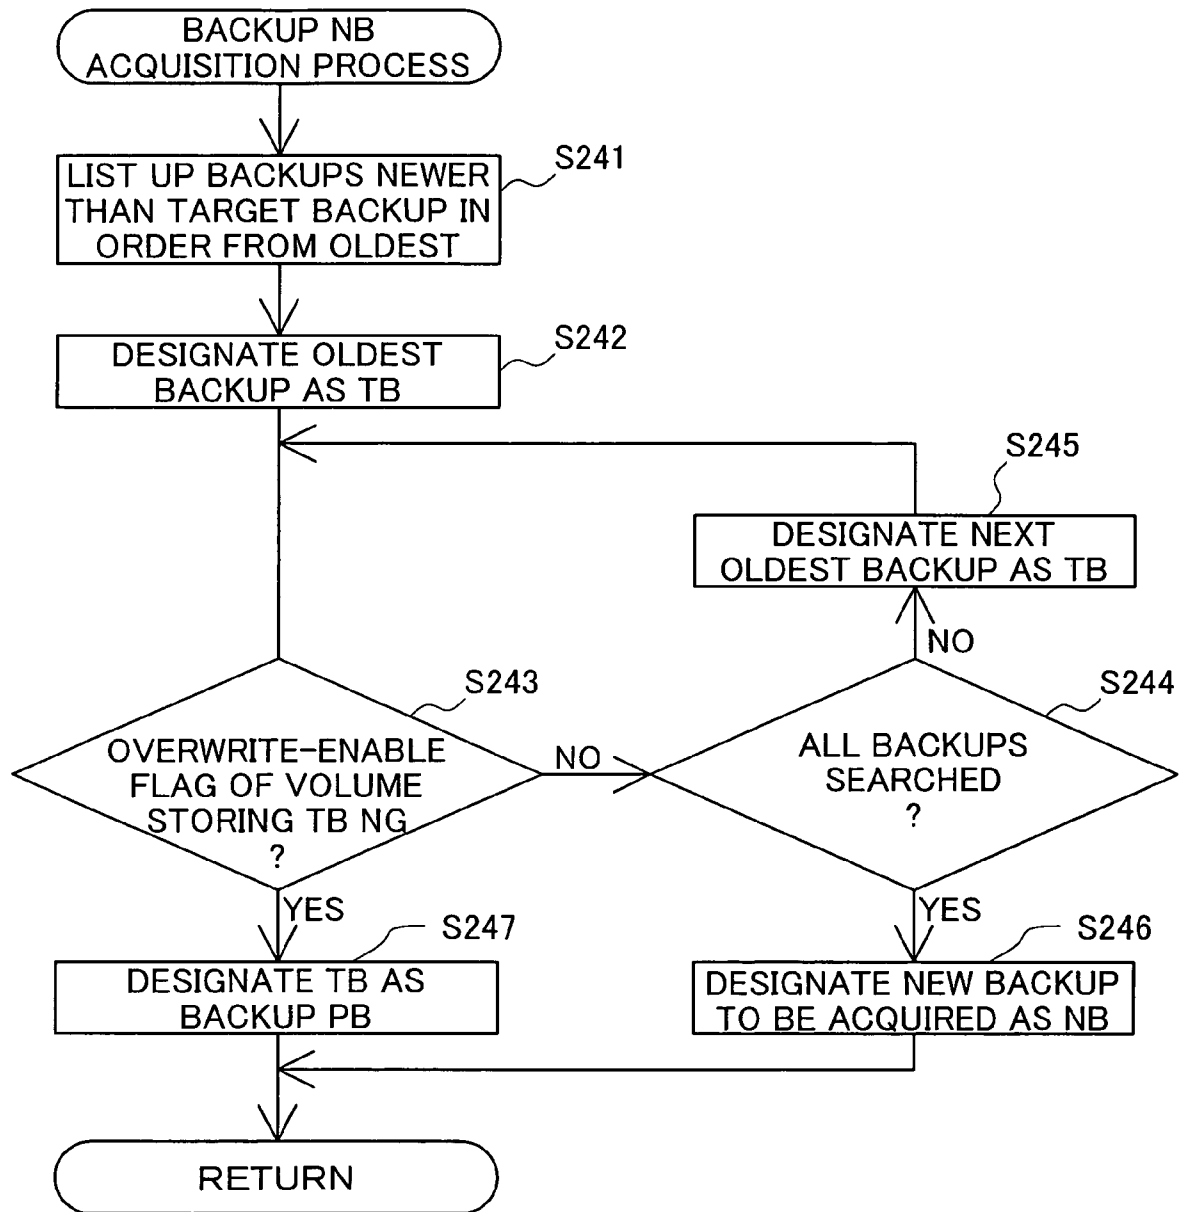 BACKUP NB
ACQUISITION PROCESS
S241
LIST UP BACKUPS NEWER
THAN TARGET BACKUP IN
ORDER FROM OLDEST
S242
DESIGNATE OLDEST
BACKUP AS TB
S245
DESIGNATE NEXT
OLDEST BACKUP AS TB
NO
S243
OVERWRITE-ENABLE
FLAG OF VOLUME
STORING TB NG
?
NO
S244
ALL BACKUPS
SEARCHED
?
YES
S247
DESIGNATE TB AS
BACKUP PB
YES
S246
DESIGNATE NEW BACKUP
TO BE ACQUIRED AS NB
RETURN